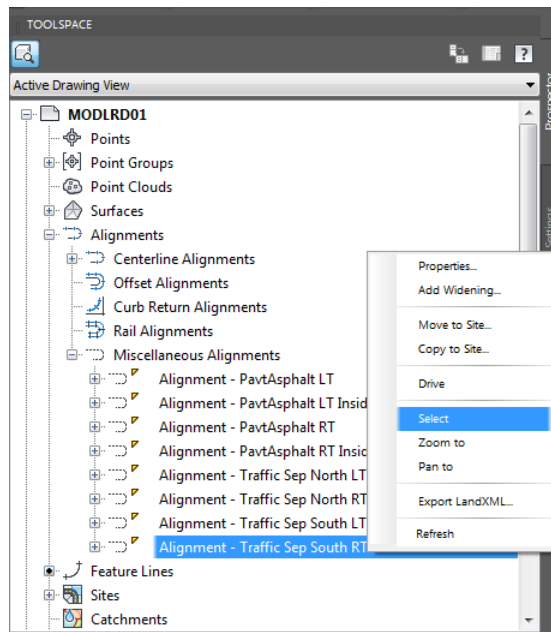 TOOLSPACE
?
Active Drawing View
MODLRD01
Points
Point Groups
Point Clouds
Surfaces
Alignments
Centerline Alignments
Offset Alignments
Curb Return Alignments
Rail Alignments
Miscellaneous Alignments
Alignment - PavtAsphalt LT
Alignment - PavtAsphalt LT Insid
Alignment - PavtAsphalt RT
Alignment - PavtAsphalt RT Insid
Alignment - Traffic Sep North LT
Alignment - Traffic Sep North RT
Alignment - Traffic Sep South LT
Alignment - Traffic Sep South RT
Feature Lines
Sites
Catchments
Properties...
Add Widening...
Move to Site...
Copy to Site...
Drive
Select
Zoom to
Pan to
Export LandXML...
Refresh
Prospector
Settings